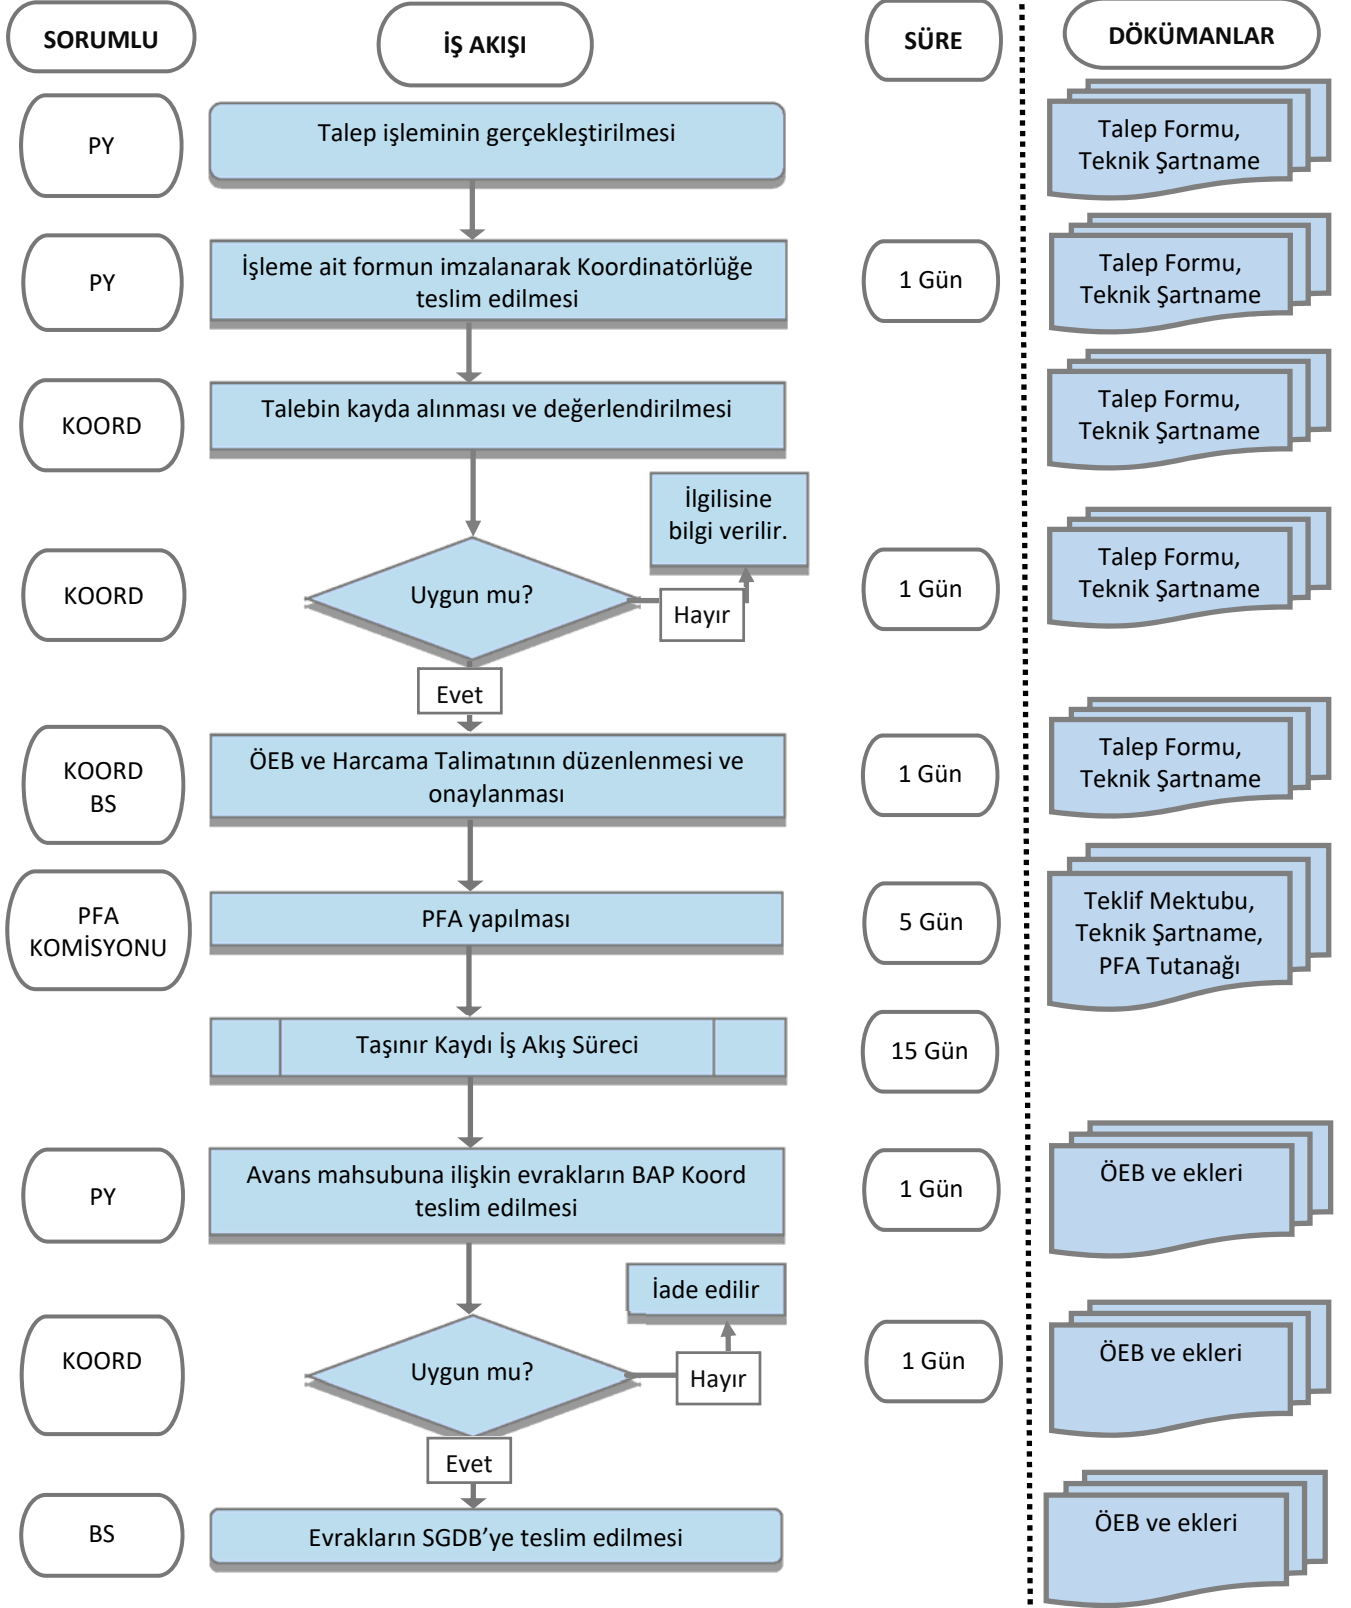 SORUMLU
İŞ AKIŞI
SÜRE
DÖKÜMANLAR
PY
Talep işleminin gerçekleştirilmesi
Talep Formu,
Teknik Şartname
PY
İşleme ait formun imzalanarak Koordinatörlüğe
teslim edilmesi
1 Gün
Talep Formu,
Teknik Şartname
KOORD
Talebin kayda alınması ve değerlendirilmesi
Talep Formu,
Teknik Şartname
İlgilisine
bilgi verilir.
KOORD
Uygun mu?
Hayır
1 Gün
Talep Formu,
Teknik Şartname
Evet
KOORD
BS
ÖEB ve Harcama Talimatının düzenlenmesi ve
onaylanması
1 Gün
Talep Formu,
Teknik Şartname
PFA
KOMİSYONU
PFA yapılması
5 Gün
Teklif Mektubu,
Teknik Şartname,
PFA Tutanağı
Taşınır Kaydı İş Akış Süreci
15 Gün
PY
Avans mahsubuna ilişkin evrakların BAP Koord
teslim edilmesi
1 Gün
ÖEB ve ekleri
İade edilir
KOORD
Uygun mu?
Hayır
1 Gün
ÖEB ve ekleri
Evet
BS
Evrakların SGDB’ye teslim edilmesi
ÖEB ve ekleri